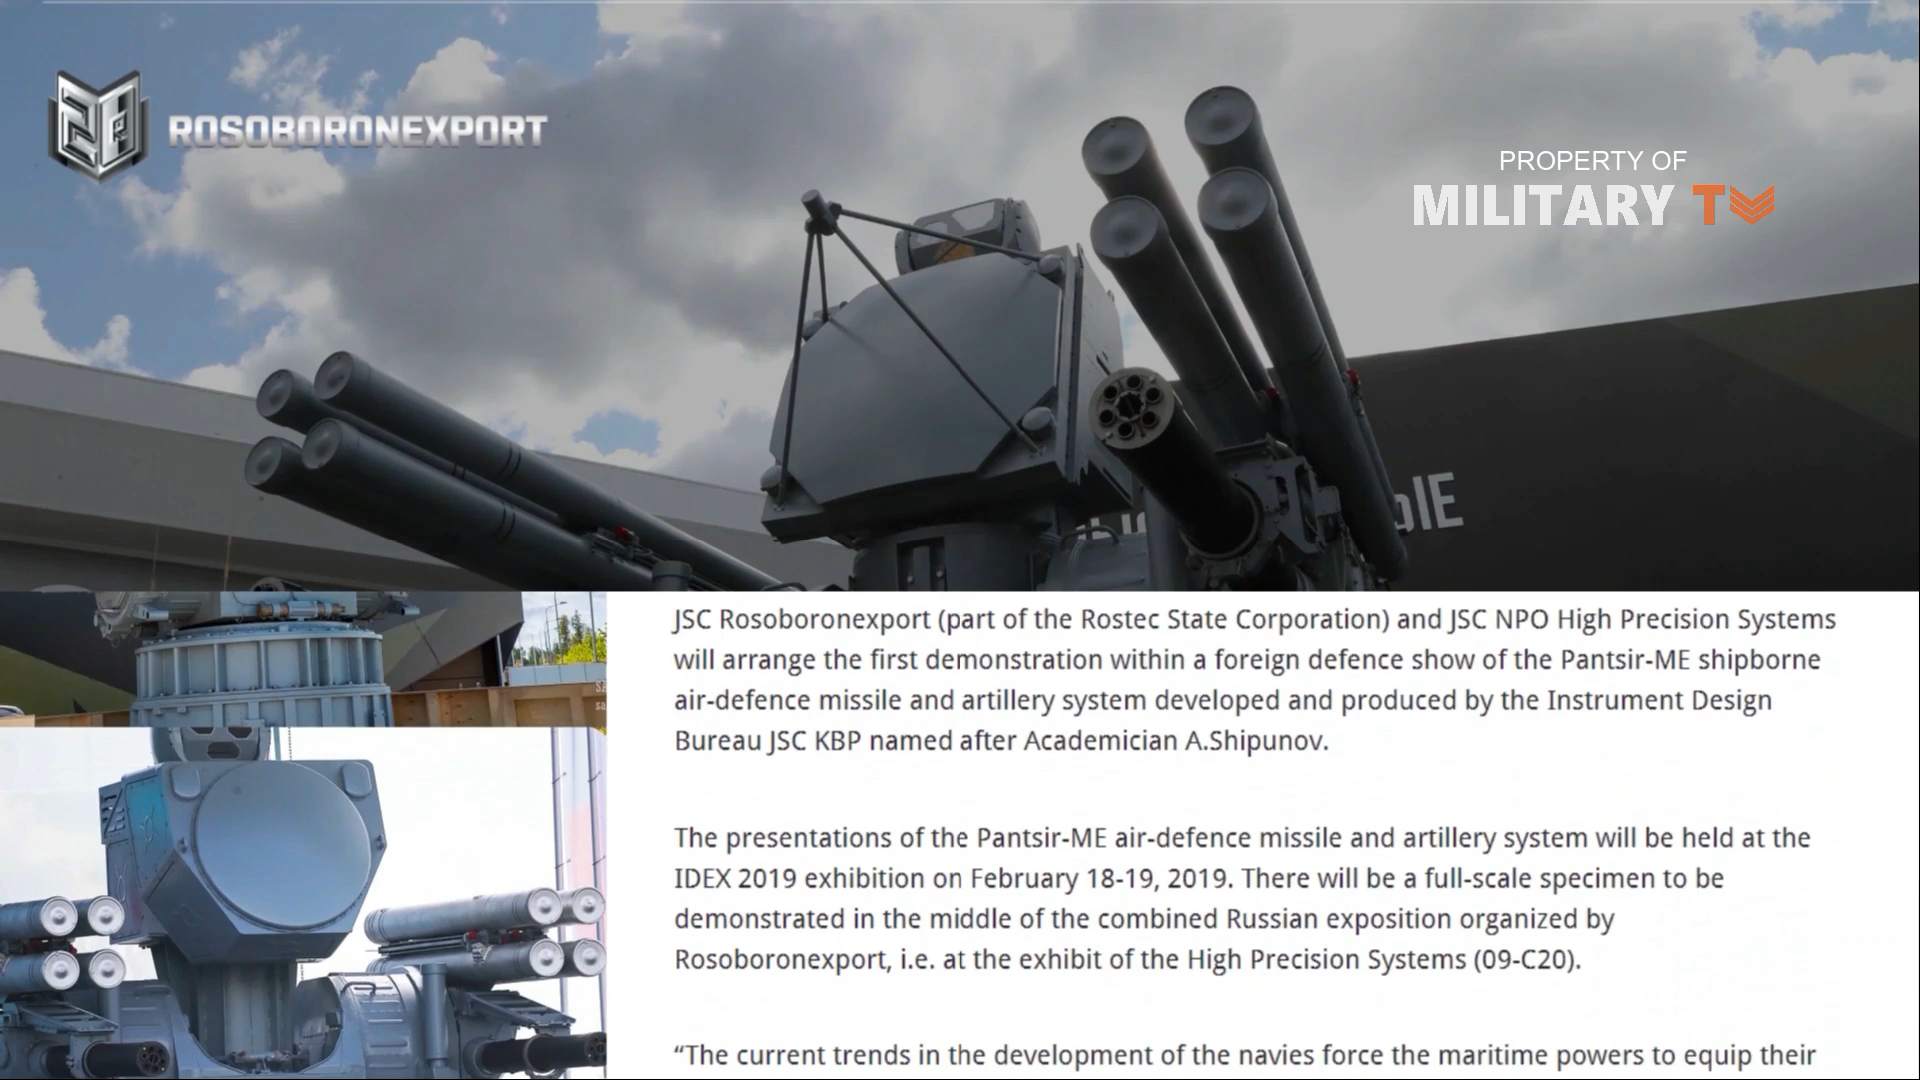 ROSOBORONEXPORT
PROPERTY OF
MILITARY TV
JSC Rosoboronexport (part of the Rostec State Corporation) and JSC NPO High Precision Systems
will arrange the first demonstration within a foreign defence show of the Pantsir-ME shipborne
air-defence missile and artillery system developed and produced by the Instrument Design
Bureau JSC KBP named after Academician A.Shipunov.
The presentations of the Pantsir-ME air-defence missile and artillery system will be held at the
IDEX 2019 exhibition on February 18-19, 2019. There will be a full-scale specimen to be
demonstrated in the middle of the combined Russian exposition organized by
Rosoboronexport, i.e. at the exhibit of the High Precision Systems (09-C20).
“The current trends in the development of the navies force the maritime powers to equip their